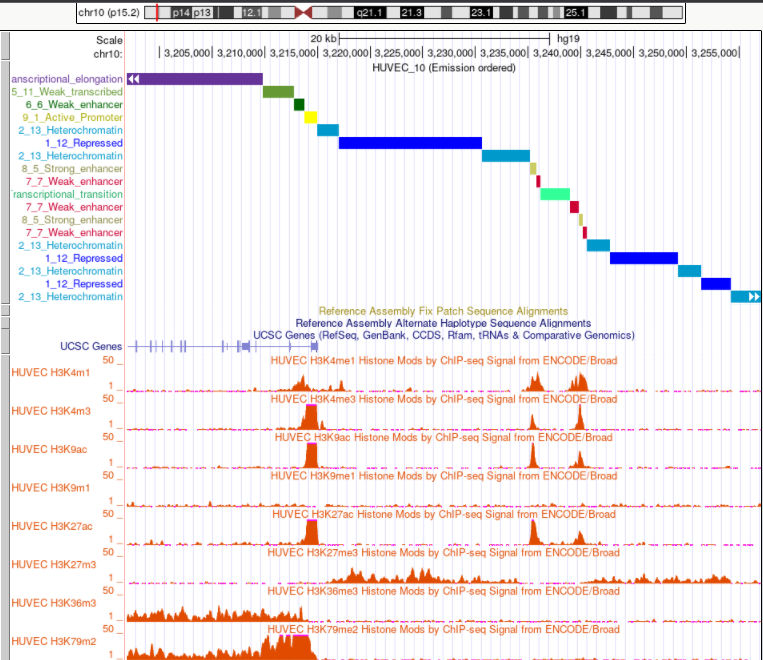 chr10 (p15.2) p14 p13 12.1 q21.1 21.3 23.1 25.1
Scale 20 kb hg19
chr10: 3,205,000 3,210,000 3,215,000 3,220,000 3,225,000 3,230,000 3,235,000 3,240,000 3,245,000 3,250,000 3,255,000
HUVEC_10 (Emission ordered)
anscriptional_elongation
5_11_Weak_transcribed
6_6_Weak_enhancer
9_1_Active_Promoter
2_13_Heterochromatin
1_12_Repressed
2_13_Heterochromatin
8_5_Strong_enhancer
7_7_Weak_enhancer
ranscriptional_transition
7_7_Weak_enhancer
8_5_Strong_enhancer
7_7_Weak_enhancer
2_13_Heterochromatin
1_12_Repressed
2_13_Heterochromatin
1_12_Repressed
2_13_Heterochromatin
Reference Assembly Fix Patch Sequence Alignments
Reference Assembly Alternate Haplotype Sequence Alignments
UCSC Genes (RefSeq, GenBank, CCDS, Rfam, tRNAs & Comparative Genomics)
UCSC Genes
HUVEC H3K4me1 Histone Mods by ChIP-seq Signal from ENCODE/Broad
50
HUVEC H3K4m1
1
HUVEC H3K4me3 Histone Mods by ChIP-seq Signal from ENCODE/Broad
50
HUVEC H3K4m3
1
HUVEC H3K9ac Histone Mods by ChIP-seq Signal from ENCODE/Broad
50
HUVEC H3K9ac
1
HUVEC H3K9me1 Histone Mods by ChIP-seq Signal from ENCODE/Broad
50
HUVEC H3K9m1
1
HUVEC H3K27ac Histone Mods by ChIP-seq Signal from ENCODE/Broad
50
HUVEC H3K27ac
1
HUVEC H3K27me3 Histone Mods by ChIP-seq Signal from ENCODE/Broad
50
HUVEC H3K27m3
1
HUVEC H3K36me3 Histone Mods by ChIP-seq Signal from ENCODE/Broad
50
HUVEC H3K36m3
1
HUVEC H3K79me2 Histone Mods by ChIP-seq Signal from ENCODE/Broad
50
HUVEC H3K79m2
1